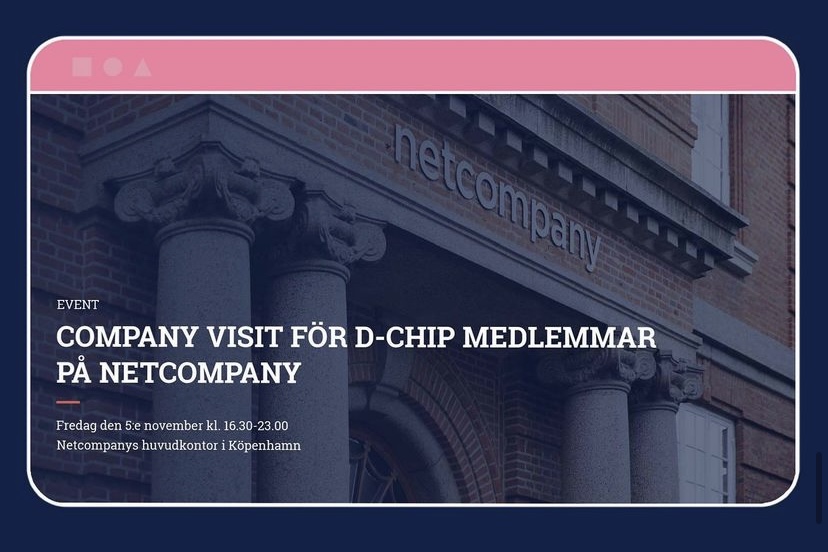 netcompany
EVENT
COMPANY VISIT FÖR D-CHIP MEDLEMMAR
PÅ NETCOMPANY
Fredag den 5:e november kl. 16.30-23.00
Netcompanys huvudkontor i Köpenhamn